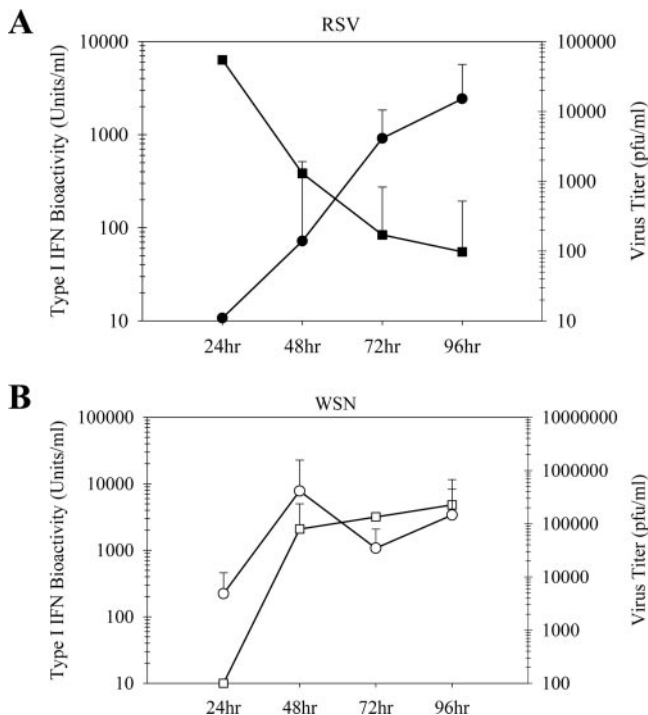 A
RSV
Type I IFN Bioactivity (Units/ml)
10000
1000
100
10
Virus Titer (pfu/ml)
100000
10000
1000
100
10
24hr 48hr 72hr 96hr
B
WSN
Type I IFN Bioactivity (Units/ml)
100000
10000
1000
100
10
Virus Titer (pfu/ml)
10000000
1000000
100000
10000
1000
100
24hr 48hr 72hr 96hr